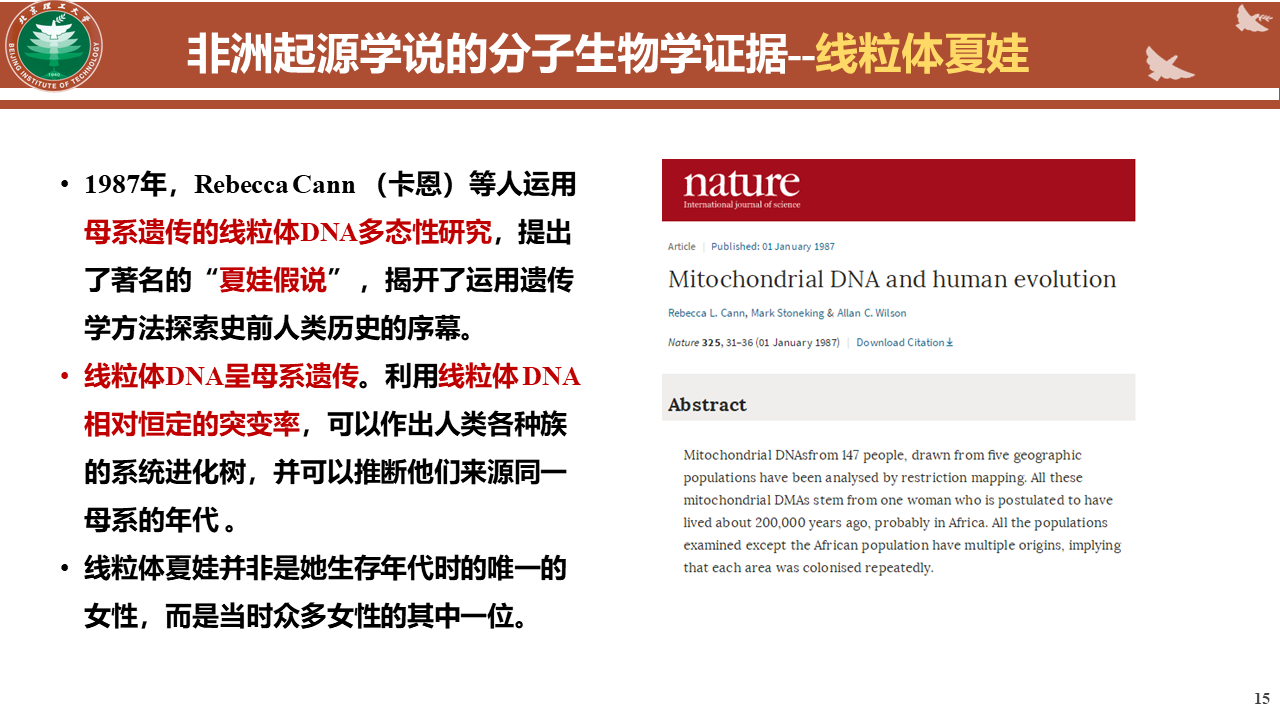 北京理工大学
BEIJING INSTITUTE OF TECHNOLOGY
1940
非洲起源学说的分子生物学证据--线粒体夏娃
• 1987年，Rebecca Cann （卡恩）等人运用
母系遗传的线粒体DNA多态性研究，提出
了著名的“夏娃假说”，揭开了运用遗传
学方法探索史前人类历史的序幕。
• 线粒体DNA呈母系遗传。利用线粒体 DNA
相对恒定的突变率，可以作出人类各种族
的系统进化树，并可以推断他们来源同一
母系的年代 。
• 线粒体夏娃并非是她生存年代时的唯一的
女性，而是当时众多女性的其中一位。
nature
International journal of science
Article | Published: 01 January 1987
Mitochondrial DNA and human evolution
Rebecca L. Cann, Mark Stoneking & Allan C. Wilson
Nature 325, 31–36 (01 January 1987) | Download Citation
Abstract
Mitochondrial DNAsfrom 147 people, drawn from five geographic
populations have been analysed by restriction mapping. All these
mitochondrial DMAs stem from one woman who is postulated to have
lived about 200,000 years ago, probably in Africa. All the populations
examined except the African population have multiple origins, implying
that each area was colonised repeatedly.
15